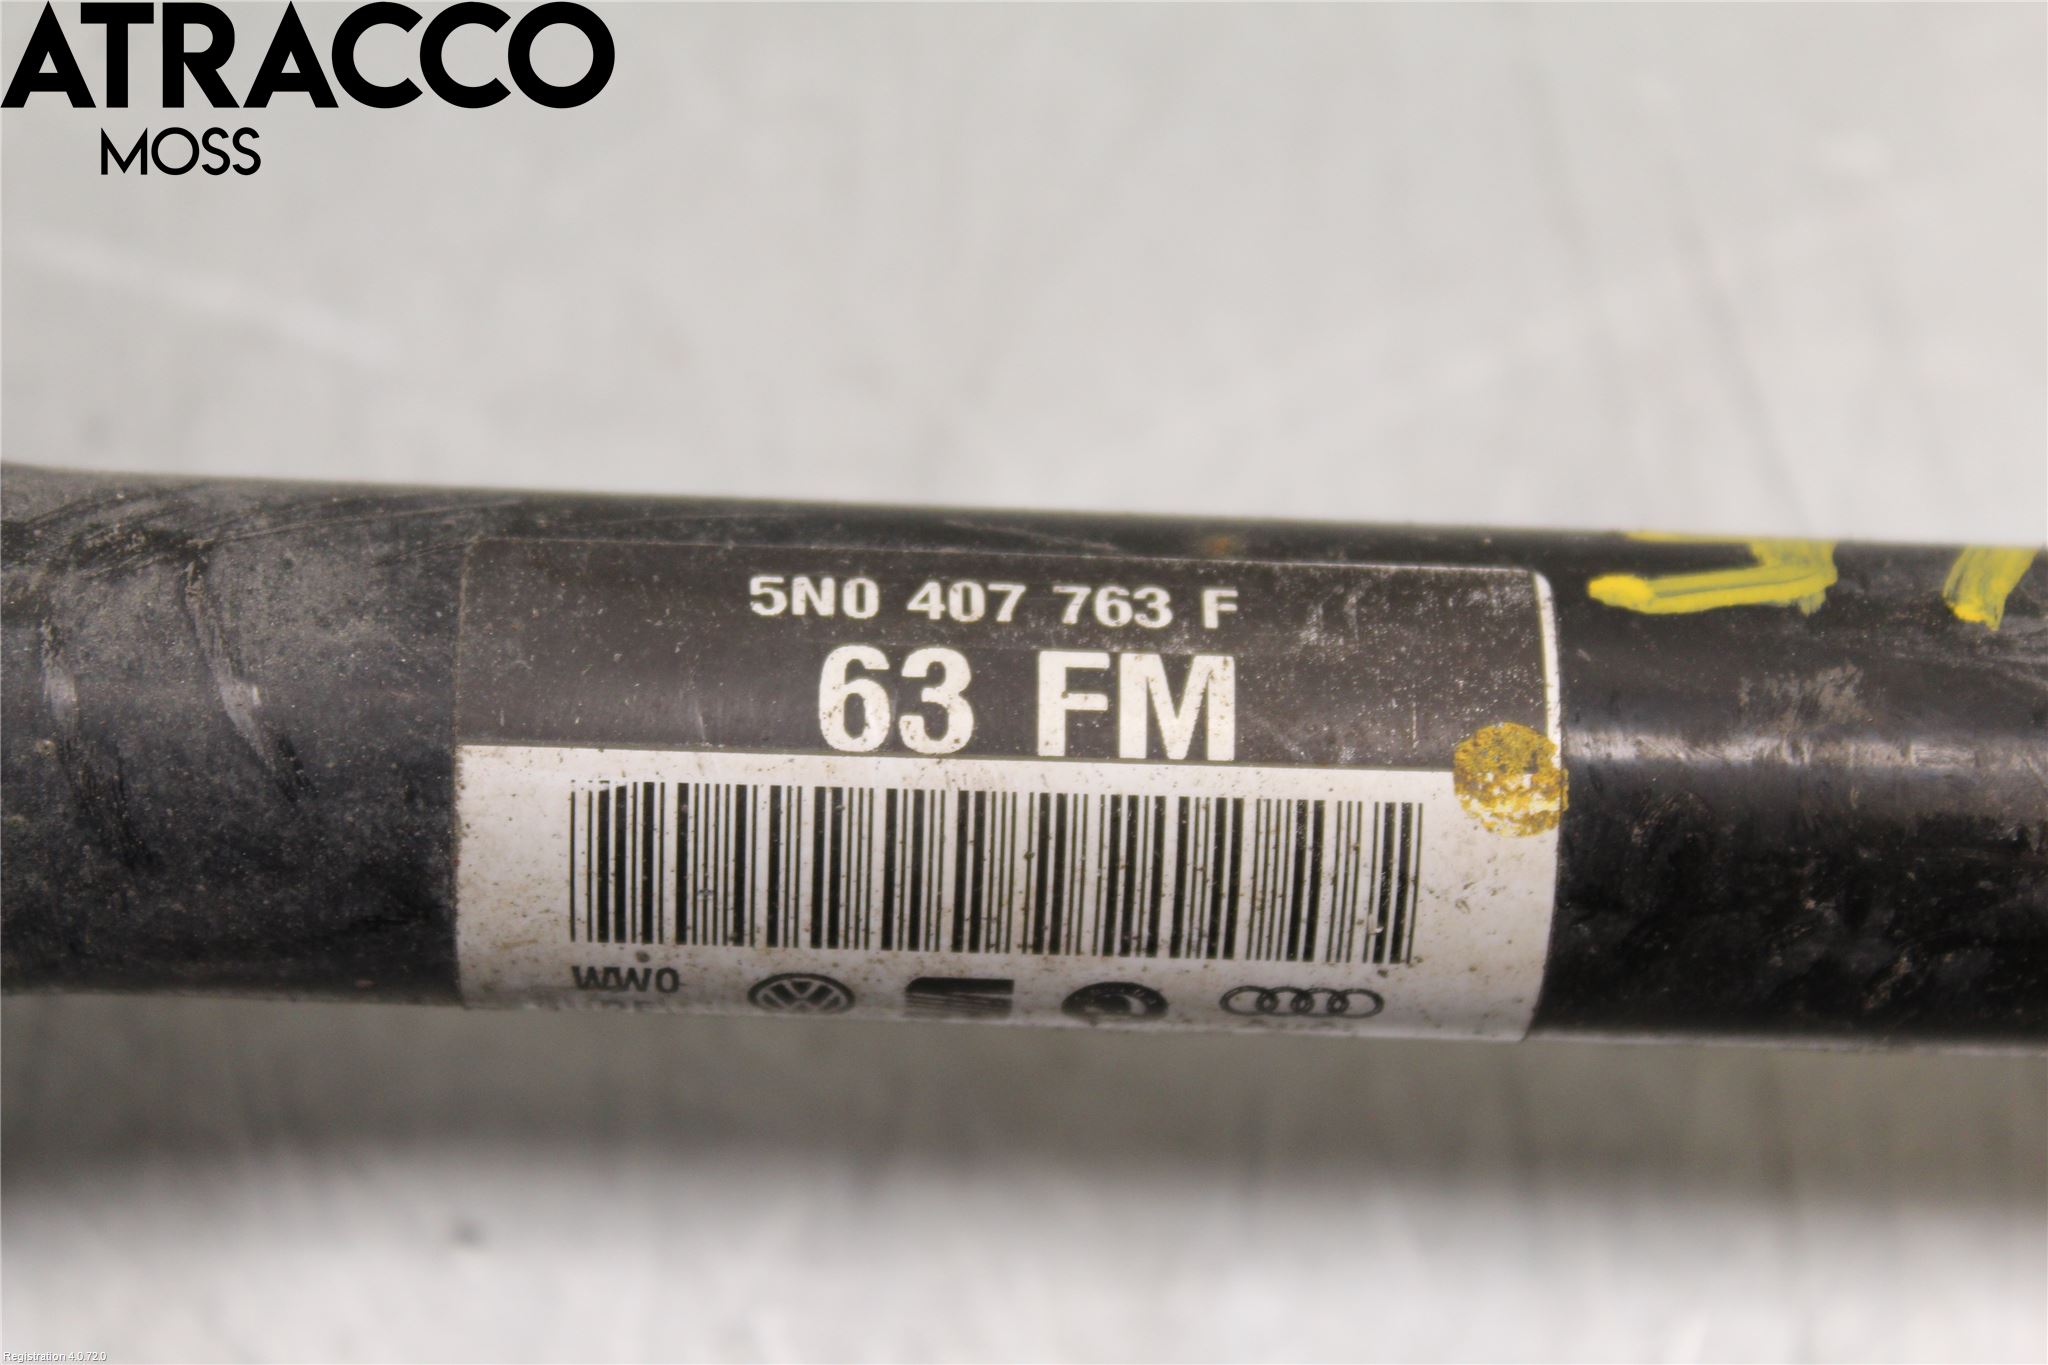 ATRACCO
MOSS
5N0 407 763 F
63 FM
WW0
Registration 4.0.72.0